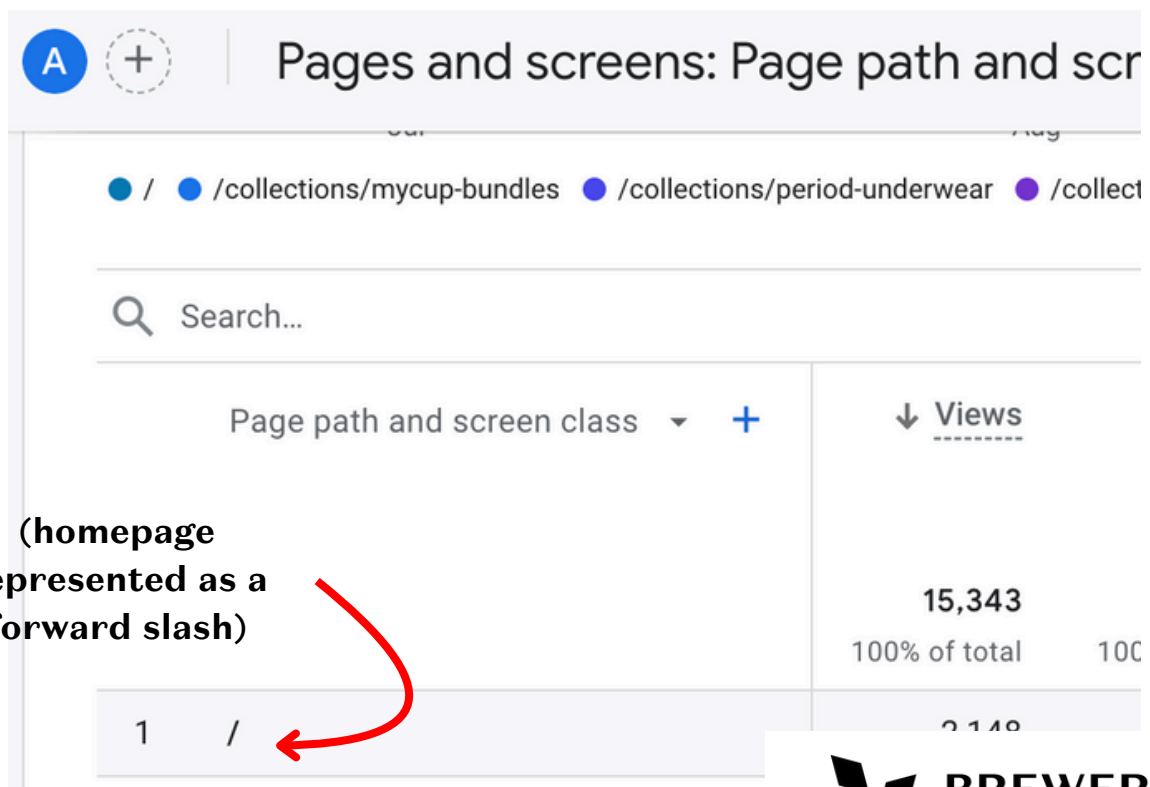 A + Pages and screens: Page path and scr
/ /collections/mycup-bundles /collections/period-underwear /collect
Search...
Page path and screen class + Views
(homepage
epresented as a
forward slash)
15,343
100% of total 100
1 /